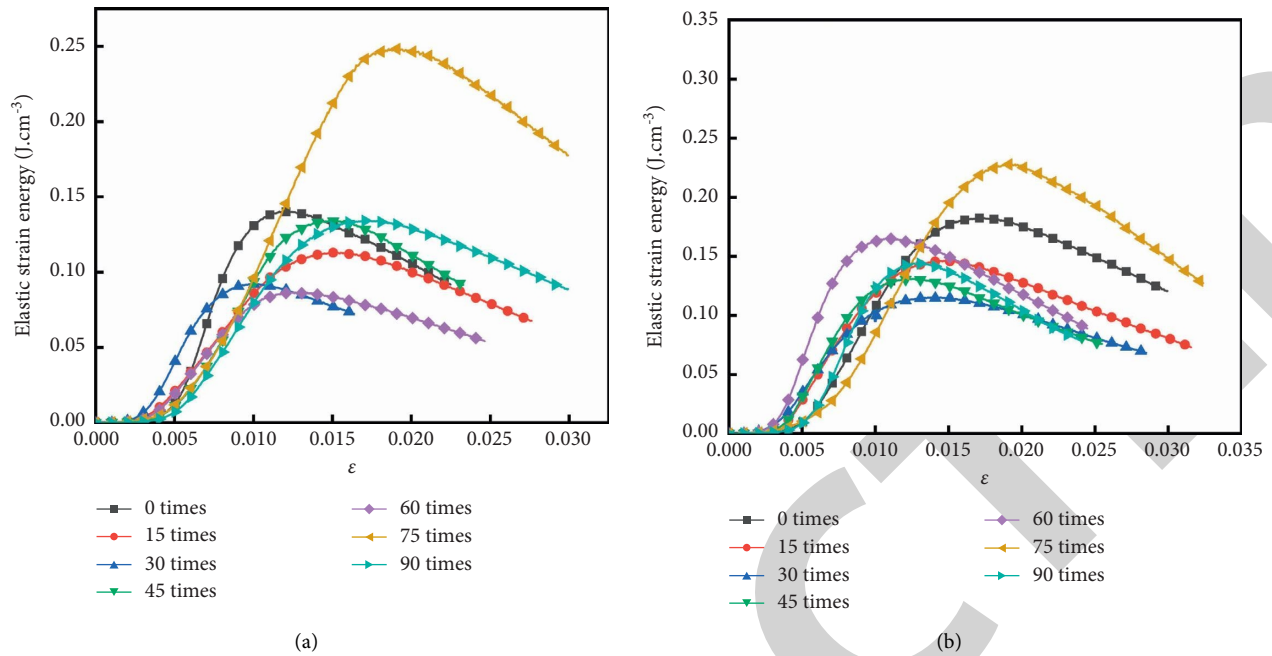 Elastic strain energy (J.cm⁻³)
0.25
0.20
0.15
0.10
0.05
0.00
0.000 0.005 0.010 0.015 0.020 0.025 0.030
ε
0 times
15 times
30 times
45 times
60 times
75 times
90 times
(a)
Elastic strain energy (J.cm⁻³)
0.35
0.30
0.25
0.20
0.15
0.10
0.05
0.00
0.000 0.005 0.010 0.015 0.020 0.025 0.030 0.035
ε
0 times
15 times
30 times
45 times
60 times
75 times
90 times
(b)